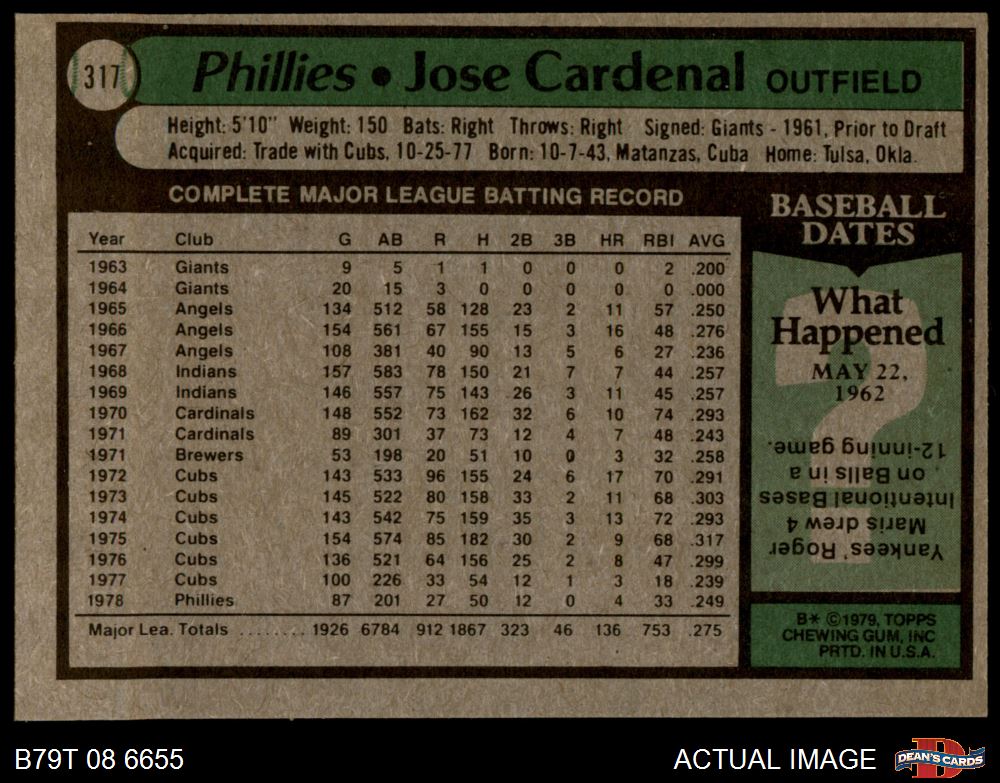 317 Phillies • Jose Cardenal OUTFIELD
Height: 5'10" Weight: 150 Bats: Right Throws: Right Signed: Giants - 1961, Prior to Draft
Acquired: Trade with Cubs, 10-25-77 Born: 10-7-43, Matanzas, Cuba Home: Tulsa, Okla.
COMPLETE MAJOR LEAGUE BATTING RECORD
Year Club G AB R H 2B 3B HR RBI AVG
1963 Giants 9 5 1 1 0 0 0 2 .200
1964 Giants 20 15 3 0 0 0 0 0 .000
1965 Angels 134 512 58 128 23 2 11 57 .250
1966 Angels 154 561 67 155 15 3 16 48 .276
1967 Angels 108 381 40 90 13 5 6 27 .236
1968 Indians 157 583 78 150 21 7 7 44 .257
1969 Indians 146 557 75 143 26 3 11 45 .257
1970 Cardinals 148 552 73 162 32 6 10 74 .293
1971 Cardinals 89 301 37 73 12 4 7 48 .243
1971 Brewers 53 198 20 51 10 0 3 32 .258
1972 Cubs 143 533 96 155 24 6 17 70 .291
1973 Cubs 145 522 80 158 33 2 11 68 .303
1974 Cubs 143 542 75 159 35 3 13 72 .293
1975 Cubs 154 574 85 182 30 2 9 68 .317
1976 Cubs 136 521 64 156 25 2 8 47 .299
1977 Cubs 100 226 33 54 12 1 3 18 .239
1978 Phillies 87 201 27 50 12 0 4 33 .249
Major Lea. Totals ........ 1926 6784 912 1867 323 46 136 753 .275
BASEBALL
DATES
?
What
Happened
MAY 22,
1962
Yankees' Roger
Maris drew 4
Intentional Bases
on Balls in a
12-inning game.
B* ©1979, TOPPS
CHEWING GUM, INC
PRTD. IN U.S.A.
B79T 08 6655
ACTUAL IMAGE
D
DEAN'S CARDS